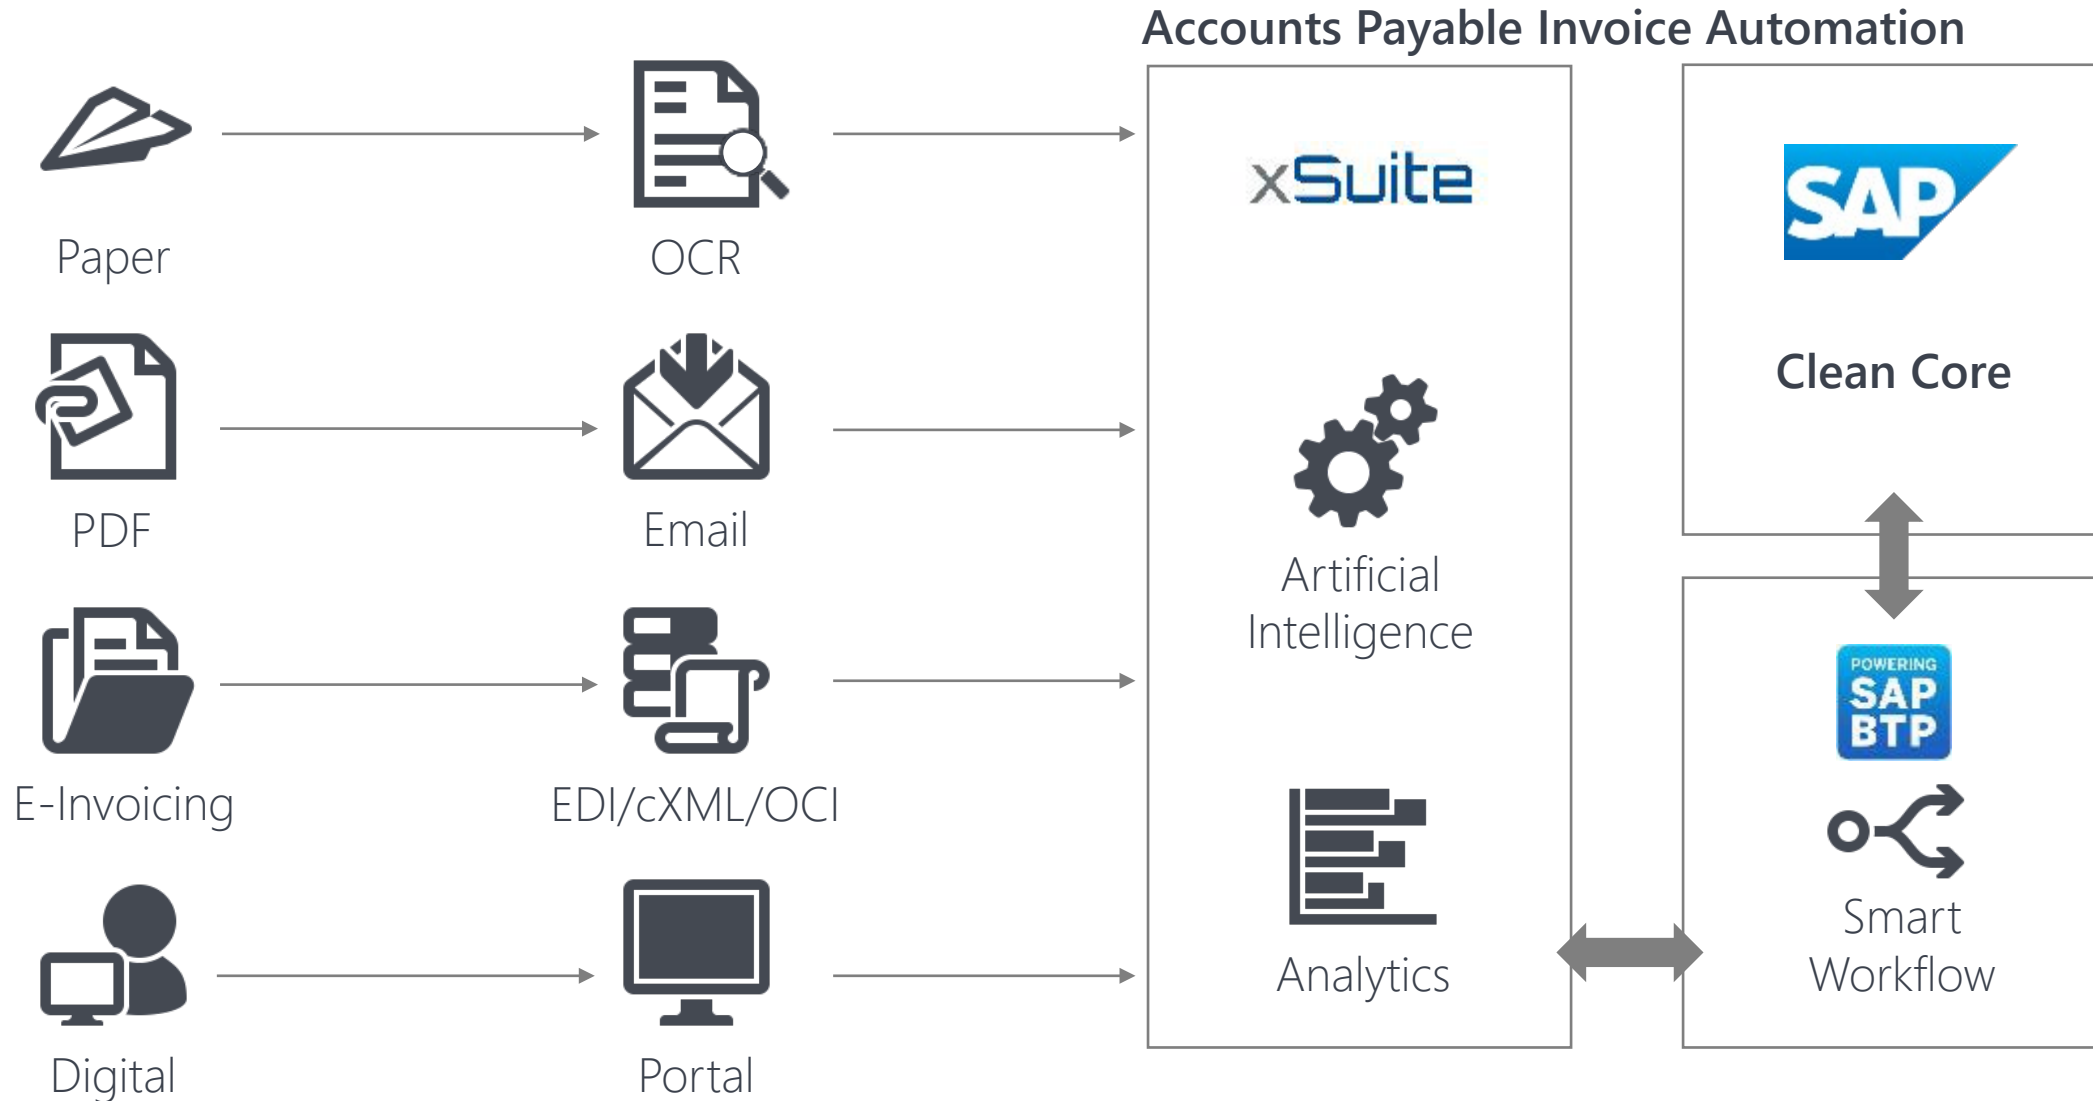 Accounts Payable Invoice Automation
Paper
OCR
xSuite
SAP
Clean Core
PDF
Email
Artificial
Intelligence
E-Invoicing
EDI/cXML/OCI
POWERING
SAP
BTP
Smart
Workflow
Analytics
Digital
Portal